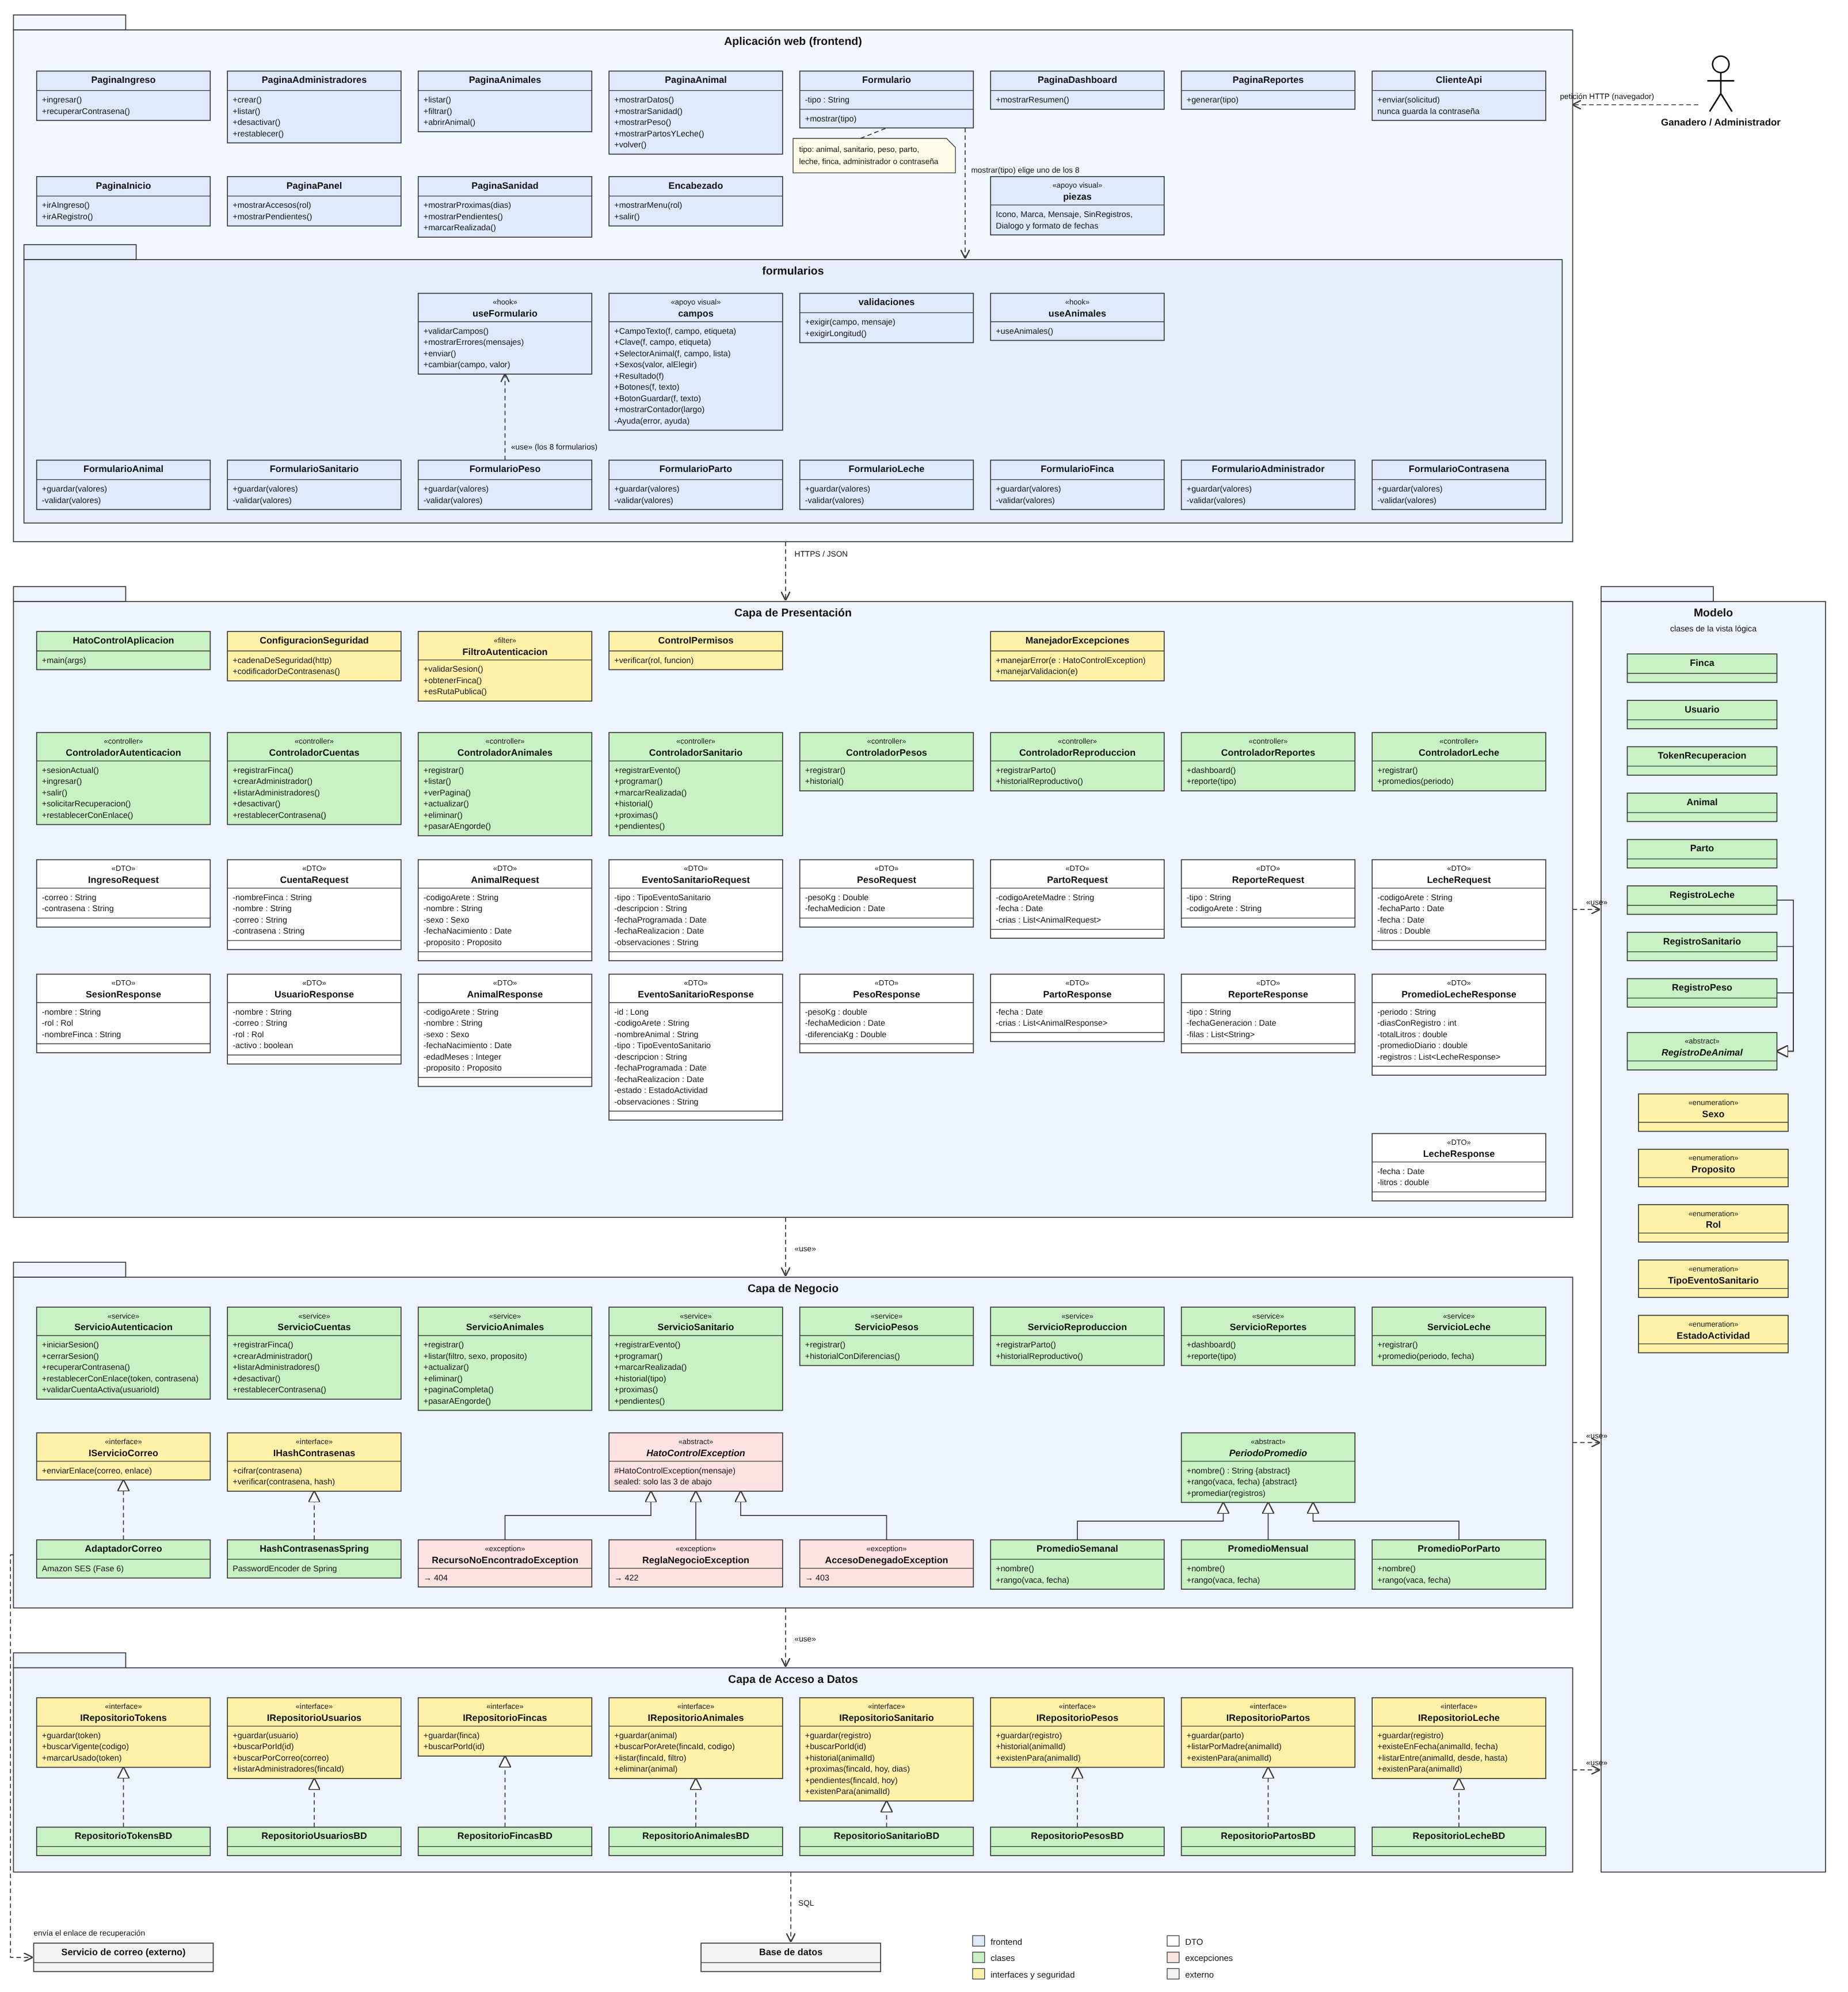 Aplicación web (frontend)
PaginaIngreso
+ingresar()
+recuperarContrasena()
PaginaAdministradores
+crear()
+listar()
+desactivar()
+restablecer()
PaginaAnimales
+listar()
+filtrar()
+abrirAnimal()
PaginaAnimal
+mostrarDatos()
+mostrarSanidad()
+mostrarPeso()
+mostrarPartosYLeche()
+volver()
Formulario
-tipo : String
+mostrar(tipo)
PaginaDashboard
+mostrarResumen()
PaginaReportes
+generar(tipo)
ClienteApi
+enviar(solicitud)
nunca guarda la contraseña
petición HTTP (navegador)
Ganadero / Administrador
tipo: animal, sanitario, peso, parto,
leche, finca, administrador o contraseña
mostrar(tipo) elige uno de los 8
PaginaInicio
+irAIngreso()
+irARegistro()
PaginaPanel
+mostrarAccesos(rol)
+mostrarPendientes()
PaginaSanidad
+mostrarProximas(dias)
+mostrarPendientes()
+marcarRealizada()
Encabezado
+mostrarMenu(rol)
+salir()
«apoyo visual»
piezas
Icono, Marca, Mensaje, SinRegistros,
Dialogo y formato de fechas
formularios
«hook»
useFormulario
+validarCampos()
+mostrarErrores(mensajes)
+enviar()
+cambiar(campo, valor)
«apoyo visual»
campos
+CampoTexto(f, campo, etiqueta)
+Clave(f, campo, etiqueta)
+SelectorAnimal(f, campo, lista)
+Sexos(valor, alElegir)
+Resultado(f)
+Botones(f, texto)
+BotonGuardar(f, texto)
+mostrarContador(largo)
-Ayuda(error, ayuda)
validaciones
+exigir(campo, mensaje)
+exigirLongitud()
«hook»
useAnimales
+useAnimales()
«use» (los 8 formularios)
FormularioAnimal
+guardar(valores)
-validar(valores)
FormularioSanitario
+guardar(valores)
-validar(valores)
FormularioPeso
+guardar(valores)
-validar(valores)
FormularioParto
+guardar(valores)
-validar(valores)
FormularioLeche
+guardar(valores)
-validar(valores)
FormularioFinca
+guardar(valores)
-validar(valores)
FormularioAdministrador
+guardar(valores)
-validar(valores)
FormularioContrasena
+guardar(valores)
-validar(valores)
HTTPS / JSON
Capa de Presentación
HatoControlAplicacion
+main(args)
ConfiguracionSeguridad
+cadenaDeSeguridad(http)
+codificadorDeContrasenas()
«filter»
FiltroAutenticacion
+validarSesion()
+obtenerFinca()
+esRutaPublica()
ControlPermisos
+verificar(rol, funcion)
ManejadorExcepciones
+manejarError(e : HatoControlException)
+manejarValidacion(e)
«controller»
ControladorAutenticacion
+sesionActual()
+ingresar()
+salir()
+solicitarRecuperacion()
+restablecerConEnlace()
«controller»
ControladorCuentas
+registrarFinca()
+crearAdministrador()
+listarAdministradores()
+desactivar()
+restablecerContrasena()
«controller»
ControladorAnimales
+registrar()
+listar()
+verPagina()
+actualizar()
+eliminar()
+pasarAEngorde()
«controller»
ControladorSanitario
+registrarEvento()
+programar()
+marcarRealizada()
+historial()
+proximas()
+pendientes()
«controller»
ControladorPesos
+registrar()
+historial()
«controller»
ControladorReproduccion
+registrarParto()
+historialReproductivo()
«controller»
ControladorReportes
+dashboard()
+reporte(tipo)
«controller»
ControladorLeche
+registrar()
+promedios(periodo)
«DTO»
IngresoRequest
-correo : String
-contrasena : String
«DTO»
CuentaRequest
-nombreFinca : String
-nombre : String
-correo : String
-contrasena : String
«DTO»
AnimalRequest
-codigoArete : String
-nombre : String
-sexo : Sexo
-fechaNacimiento : Date
-proposito : Proposito
«DTO»
EventoSanitarioRequest
-tipo : TipoEventoSanitario
-descripcion : String
-fechaProgramada : Date
-fechaRealizacion : Date
-observaciones : String
«DTO»
PesoRequest
-pesoKg : Double
-fechaMedicion : Date
«DTO»
PartoRequest
-codigoAreteMadre : String
-fecha : Date
-crias : List<AnimalRequest>
«DTO»
ReporteRequest
-tipo : String
-codigoArete : String
«DTO»
LecheRequest
-codigoArete : String
-fechaParto : Date
-fecha : Date
-litros : Double
«DTO»
SesionResponse
-nombre : String
-rol : Rol
-nombreFinca : String
«DTO»
UsuarioResponse
-nombre : String
-correo : String
-rol : Rol
-activo : boolean
«DTO»
AnimalResponse
-codigoArete : String
-nombre : String
-sexo : Sexo
-fechaNacimiento : Date
-edadMeses : Integer
-proposito : Proposito
«DTO»
EventoSanitarioResponse
-id : Long
-codigoArete : String
-nombreAnimal : String
-tipo : TipoEventoSanitario
-descripcion : String
-fechaProgramada : Date
-fechaRealizacion : Date
-estado : EstadoActividad
-observaciones : String
«DTO»
PesoResponse
-pesoKg : double
-fechaMedicion : Date
-diferenciaKg : Double
«DTO»
PartoResponse
-fecha : Date
-crias : List<AnimalResponse>
«DTO»
ReporteResponse
-tipo : String
-fechaGeneracion : Date
-filas : List<String>
«DTO»
PromedioLecheResponse
-periodo : String
-diasConRegistro : int
-totalLitros : double
-promedioDiario : double
-registros : List<LecheResponse>
«DTO»
LecheResponse
-fecha : Date
-litros : double
«use»
Modelo
clases de la vista lógica
Finca
Usuario
TokenRecuperacion
Animal
Parto
RegistroLeche
RegistroSanitario
RegistroPeso
«abstract»
RegistroDeAnimal
«enumeration»
Sexo
«enumeration»
Proposito
«enumeration»
Rol
«enumeration»
TipoEventoSanitario
«enumeration»
EstadoActividad
«use»
Capa de Negocio
«service»
ServicioAutenticacion
+iniciarSesion()
+cerrarSesion()
+recuperarContrasena()
+restablecerConEnlace(token, contrasena)
+validarCuentaActiva(usuarioId)
«service»
ServicioCuentas
+registrarFinca()
+crearAdministrador()
+listarAdministradores()
+desactivar()
+restablecerContrasena()
«service»
ServicioAnimales
+registrar()
+listar(filtro, sexo, proposito)
+actualizar()
+eliminar()
+paginaCompleta()
+pasarAEngorde()
«service»
ServicioSanitario
+registrarEvento()
+programar()
+marcarRealizada()
+historial(tipo)
+proximas()
+pendientes()
«service»
ServicioPesos
+registrar()
+historialConDiferencias()
«service»
ServicioReproduccion
+registrarParto()
+historialReproductivo()
«service»
ServicioReportes
+dashboard()
+reporte(tipo)
«service»
ServicioLeche
+registrar()
+promedio(periodo, fecha)
«interface»
IServicioCorreo
+enviarEnlace(correo, enlace)
«interface»
IHashContrasenas
+cifrar(contrasena)
+verificar(contrasena, hash)
«abstract»
HatoControlException
#HatoControlException(mensaje)
sealed: solo las 3 de abajo
«abstract»
PeriodoPromedio
+nombre() : String {abstract}
+rango(vaca, fecha) {abstract}
+promediar(registros)
«use»
AdaptadorCorreo
Amazon SES (Fase 6)
HashContrasenasSpring
PasswordEncoder de Spring
«exception»
RecursoNoEncontradoException
→ 404
«exception»
ReglaNegocioException
→ 422
«exception»
AccesoDenegadoException
→ 403
PromedioSemanal
+nombre()
+rango(vaca, fecha)
PromedioMensual
+nombre()
+rango(vaca, fecha)
PromedioPorParto
+nombre()
+rango(vaca, fecha)
«use»
Capa de Acceso a Datos
«interface»
IRepositorioTokens
+guardar(token)
+buscarVigente(codigo)
+marcarUsado(token)
«interface»
IRepositorioUsuarios
+guardar(usuario)
+buscarPorId(id)
+buscarPorCorreo(correo)
+listarAdministradores(fincaId)
«interface»
IRepositorioFincas
+guardar(finca)
+buscarPorId(id)
«interface»
IRepositorioAnimales
+guardar(animal)
+buscarPorArete(fincaId, codigo)
+listar(fincaId, filtro)
+eliminar(animal)
«interface»
IRepositorioSanitario
+guardar(registro)
+buscarPorId(id)
+historial(animalId)
+proximas(fincaId, hoy, dias)
+pendientes(fincaId, hoy)
+existenPara(animalId)
«interface»
IRepositorioPesos
+guardar(registro)
+historial(animalId)
+existenPara(animalId)
«interface»
IRepositorioPartos
+guardar(parto)
+listarPorMadre(animalId)
+existenPara(animalId)
«interface»
IRepositorioLeche
+guardar(registro)
+existeEnFecha(animalId, fecha)
+listarEntre(animalId, desde, hasta)
+existenPara(animalId)
«use»
RepositorioTokensBD
RepositorioUsuariosBD
RepositorioFincasBD
RepositorioAnimalesBD
RepositorioSanitarioBD
RepositorioPesosBD
RepositorioPartosBD
RepositorioLecheBD
SQL
envía el enlace de recuperación
Servicio de correo (externo)
Base de datos
frontend
clases
interfaces y seguridad
DTO
excepciones
externo